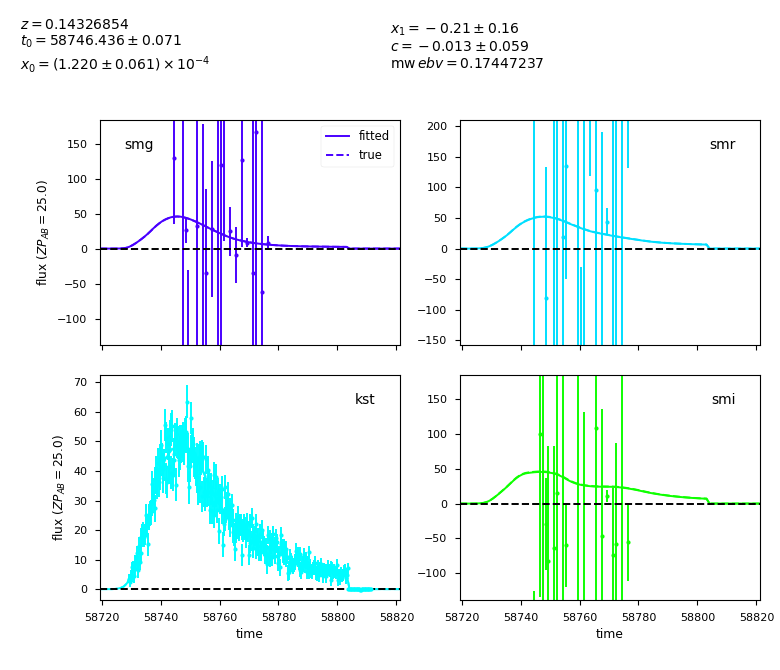 z = 0.14326854
t₀ = 58746.436 ± 0.071
x₀ = (1.220 ± 0.061) × 10⁻⁴
x₁ = −0.21 ± 0.16
c = −0.013 ± 0.059
mw ebv = 0.17447237
smg
fitted
true
150
100
50
0
−50
−100
flux (ZP_AB = 25.0)
smr
200
150
100
50
0
−50
−100
−150
kst
70
60
50
40
30
20
10
0
flux (ZP_AB = 25.0)
58720 58740 58760 58780 58800 58820
time
smi
150
100
50
0
−50
−100
58720 58740 58760 58780 58800 58820
time